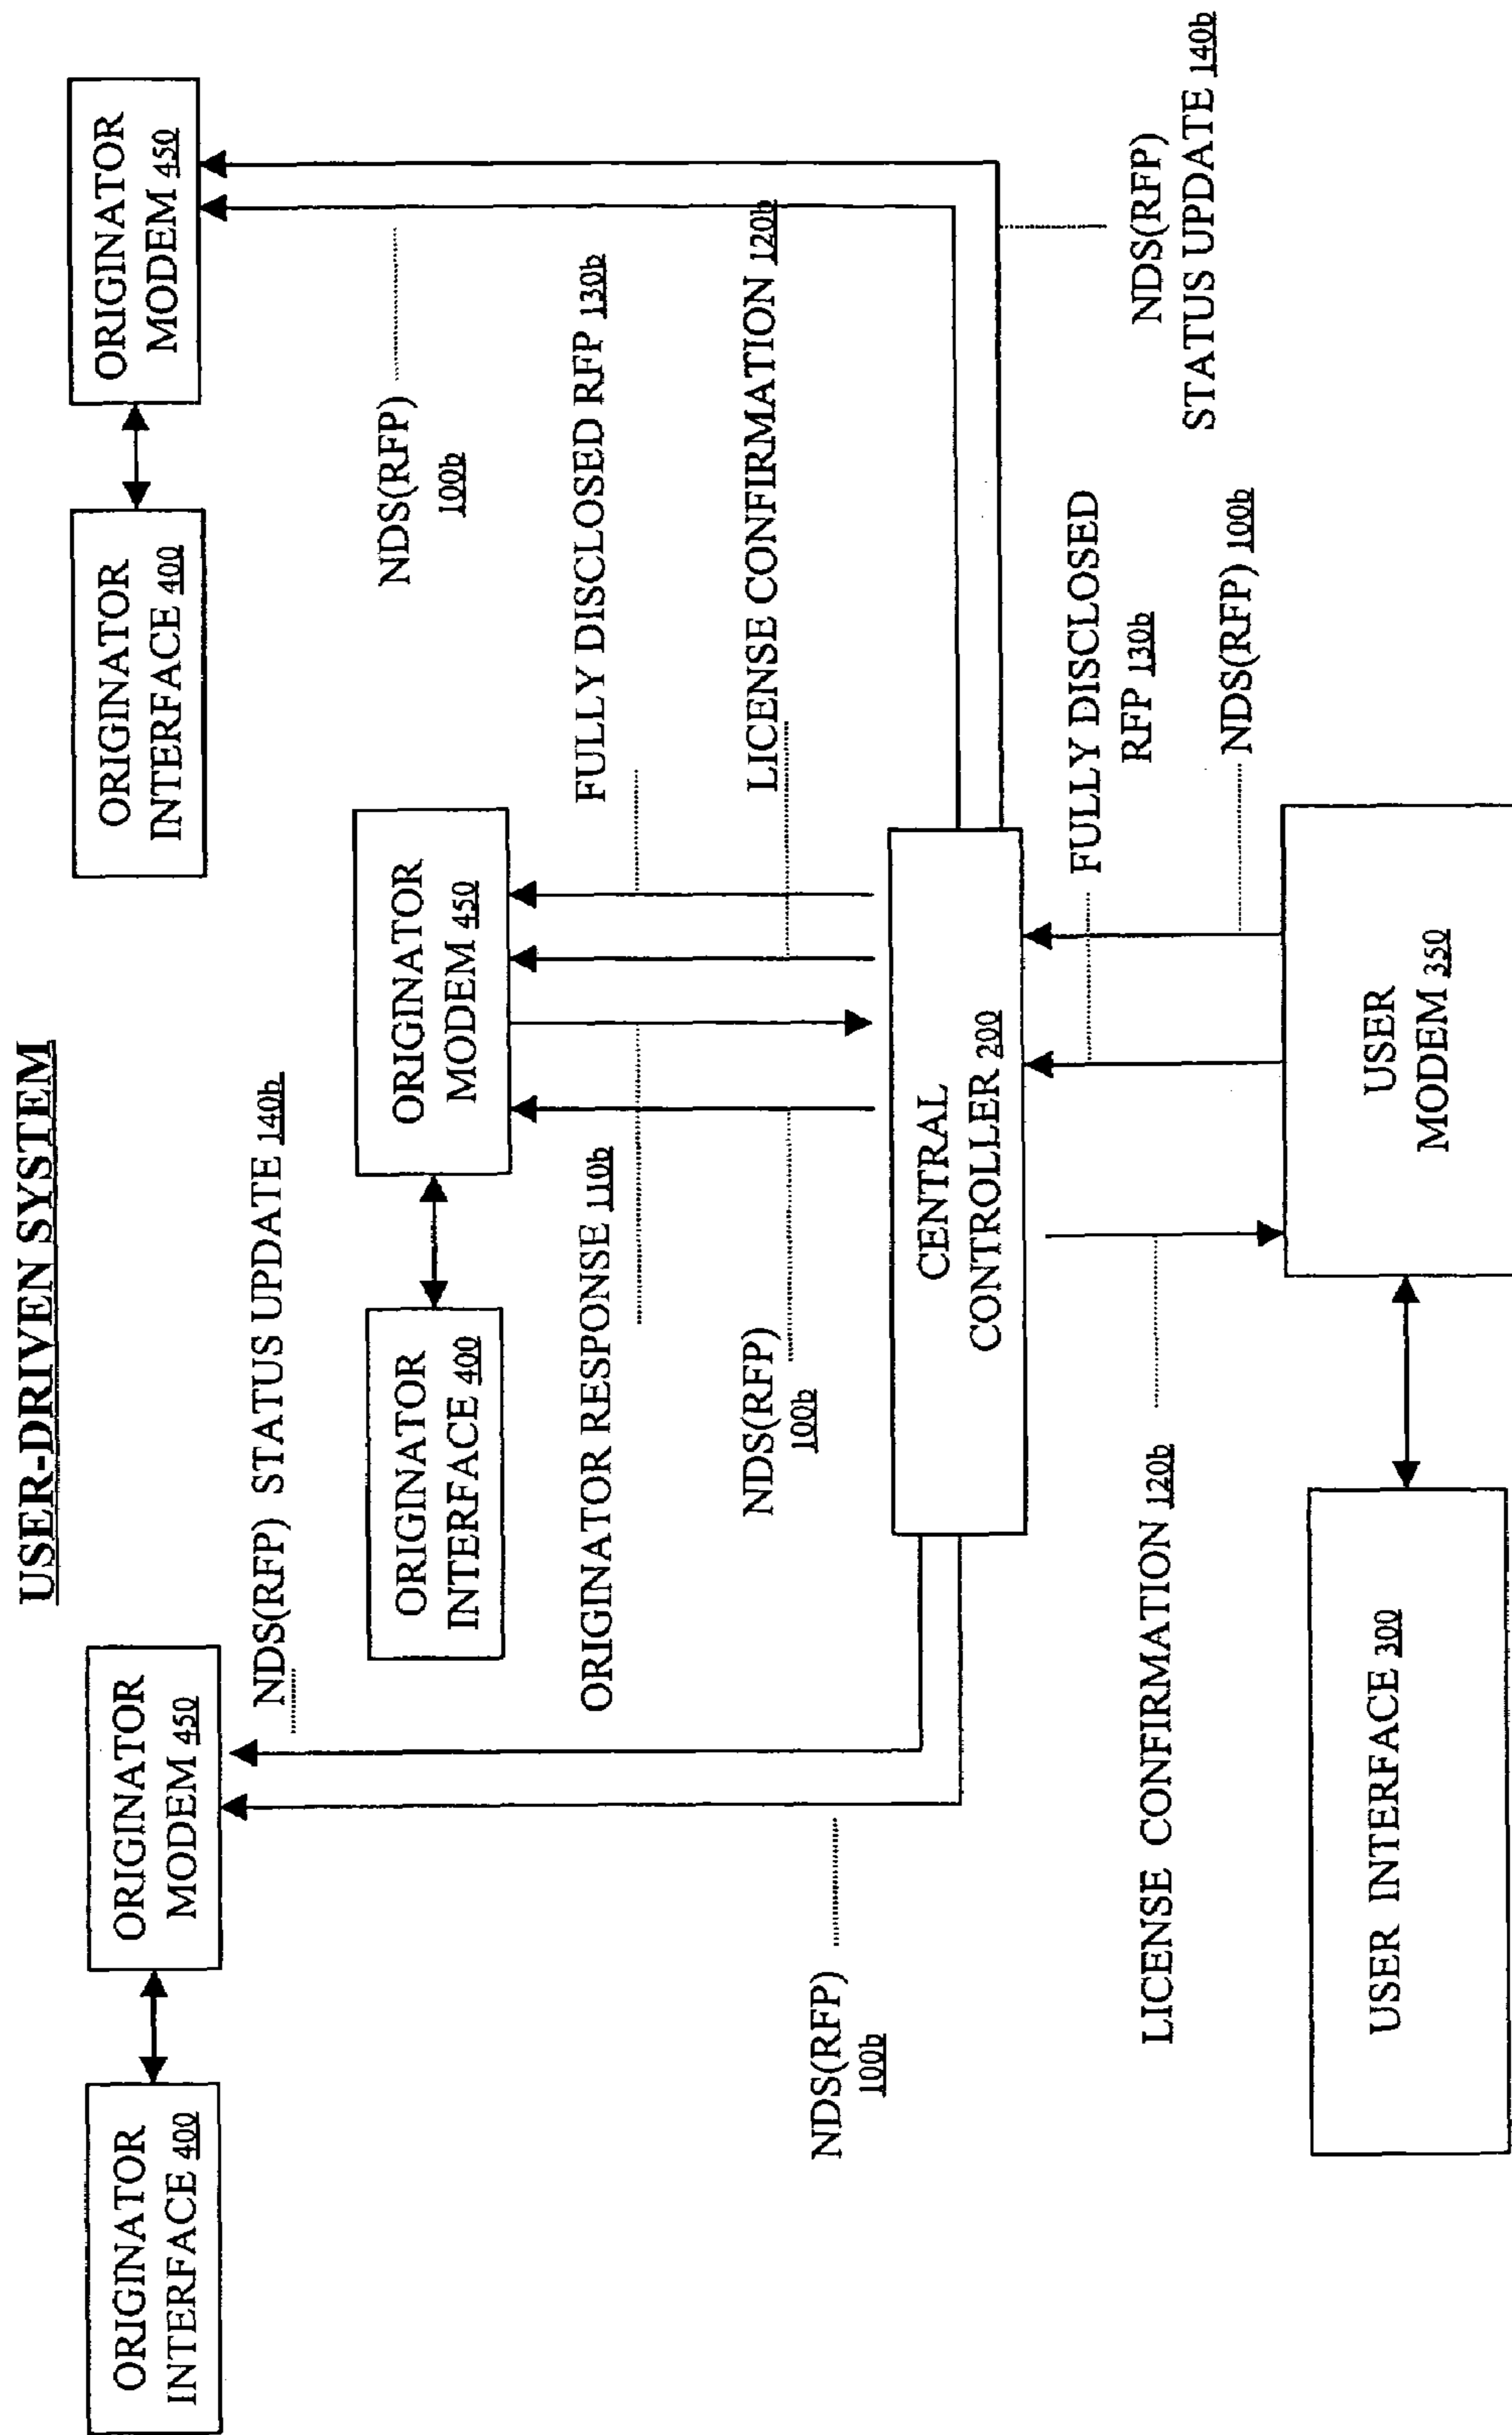 USER-DRIVEN SYSTEM
ORIGINATOR
INTERFACE 400
ORIGINATOR
MODEM 450
NDS(RFP) STATUS UPDATE 140b
NDS(RFP)
100b
ORIGINATOR
INTERFACE 400
ORIGINATOR
MODEM 450
ORIGINATOR RESPONSE 110b
NDS(RFP)
100b
FULLY DISCLOSED RFP 130b
LICENSE CONFIRMATION 120b
ORIGINATOR
INTERFACE 400
ORIGINATOR
MODEM 450
NDS(RFP)
100b
CENTRAL
CONTROLLER 200
NDS(RFP)
STATUS UPDATE 140b
LICENSE CONFIRMATION 120b
FULLY DISCLOSED
RFP 130b
NDS(RFP) 100b
USER INTERFACE 300
USER
MODEM 350